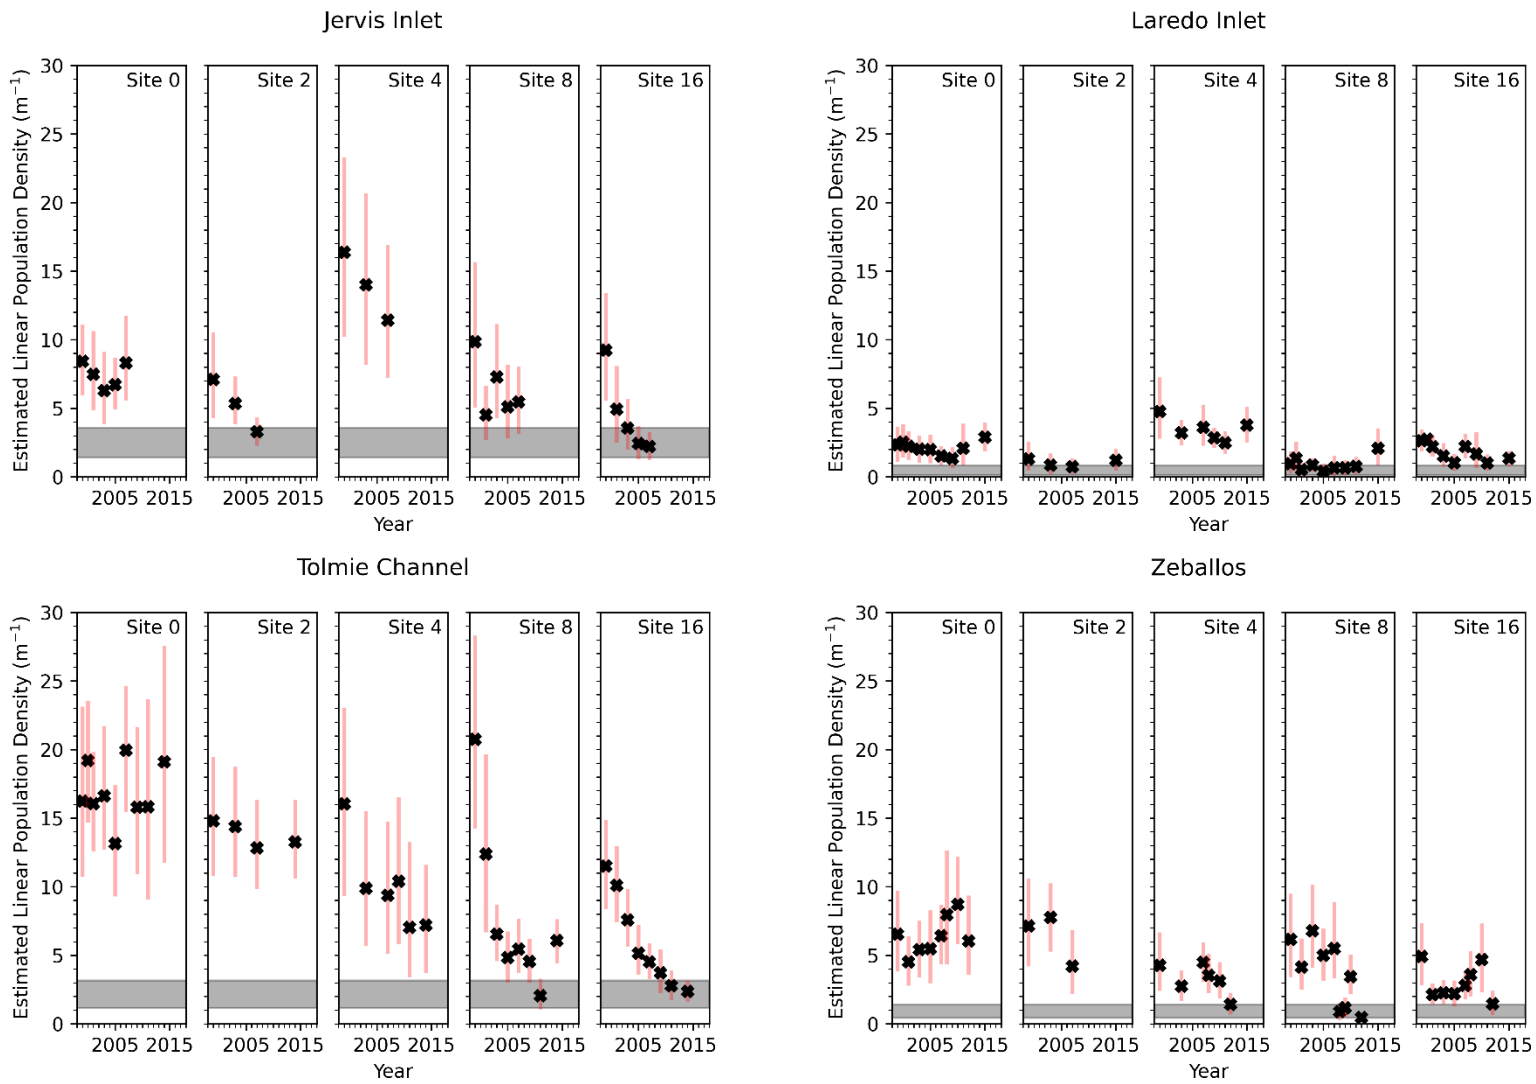 Jervis Inlet
Estimated Linear Population Density (m⁻¹)
30
25
20
15
10
5
0
Site 0
Site 2
Site 4
Site 8
Site 16
2005 2015
2005 2015
2005 2015
2005 2015
2005 2015
Year
Laredo Inlet
Estimated Linear Population Density (m⁻¹)
30
25
20
15
10
5
0
Site 0
Site 2
Site 4
Site 8
Site 16
2005 2015
2005 2015
2005 2015
2005 2015
2005 2015
Year
Tolmie Channel
Estimated Linear Population Density (m⁻¹)
30
25
20
15
10
5
0
Site 0
Site 2
Site 4
Site 8
Site 16
2005 2015
2005 2015
2005 2015
2005 2015
2005 2015
Year
Zeballos
Estimated Linear Population Density (m⁻¹)
30
25
20
15
10
5
0
Site 0
Site 2
Site 4
Site 8
Site 16
2005 2015
2005 2015
2005 2015
2005 2015
2005 2015
Year